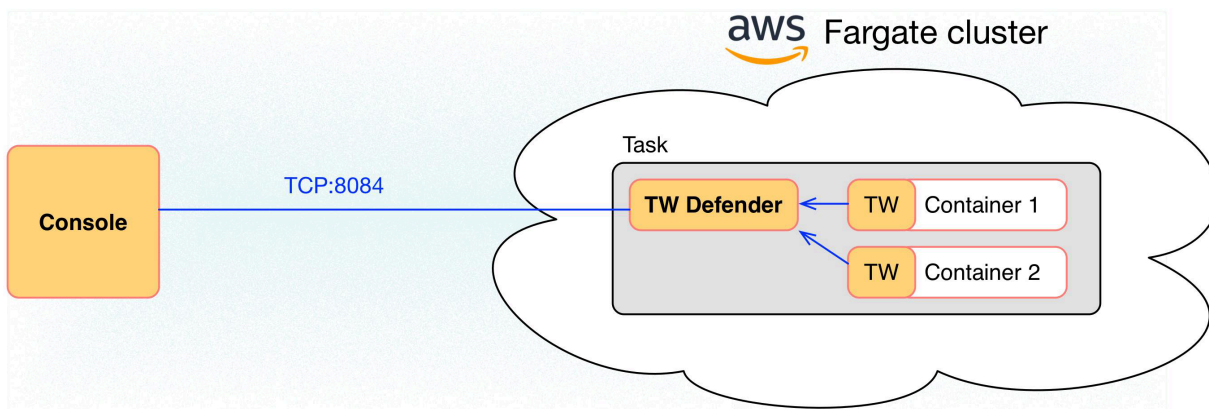 aws Fargate cluster
Task
TCP:8084
Console
TW Defender
TW Container 1
TW Container 2